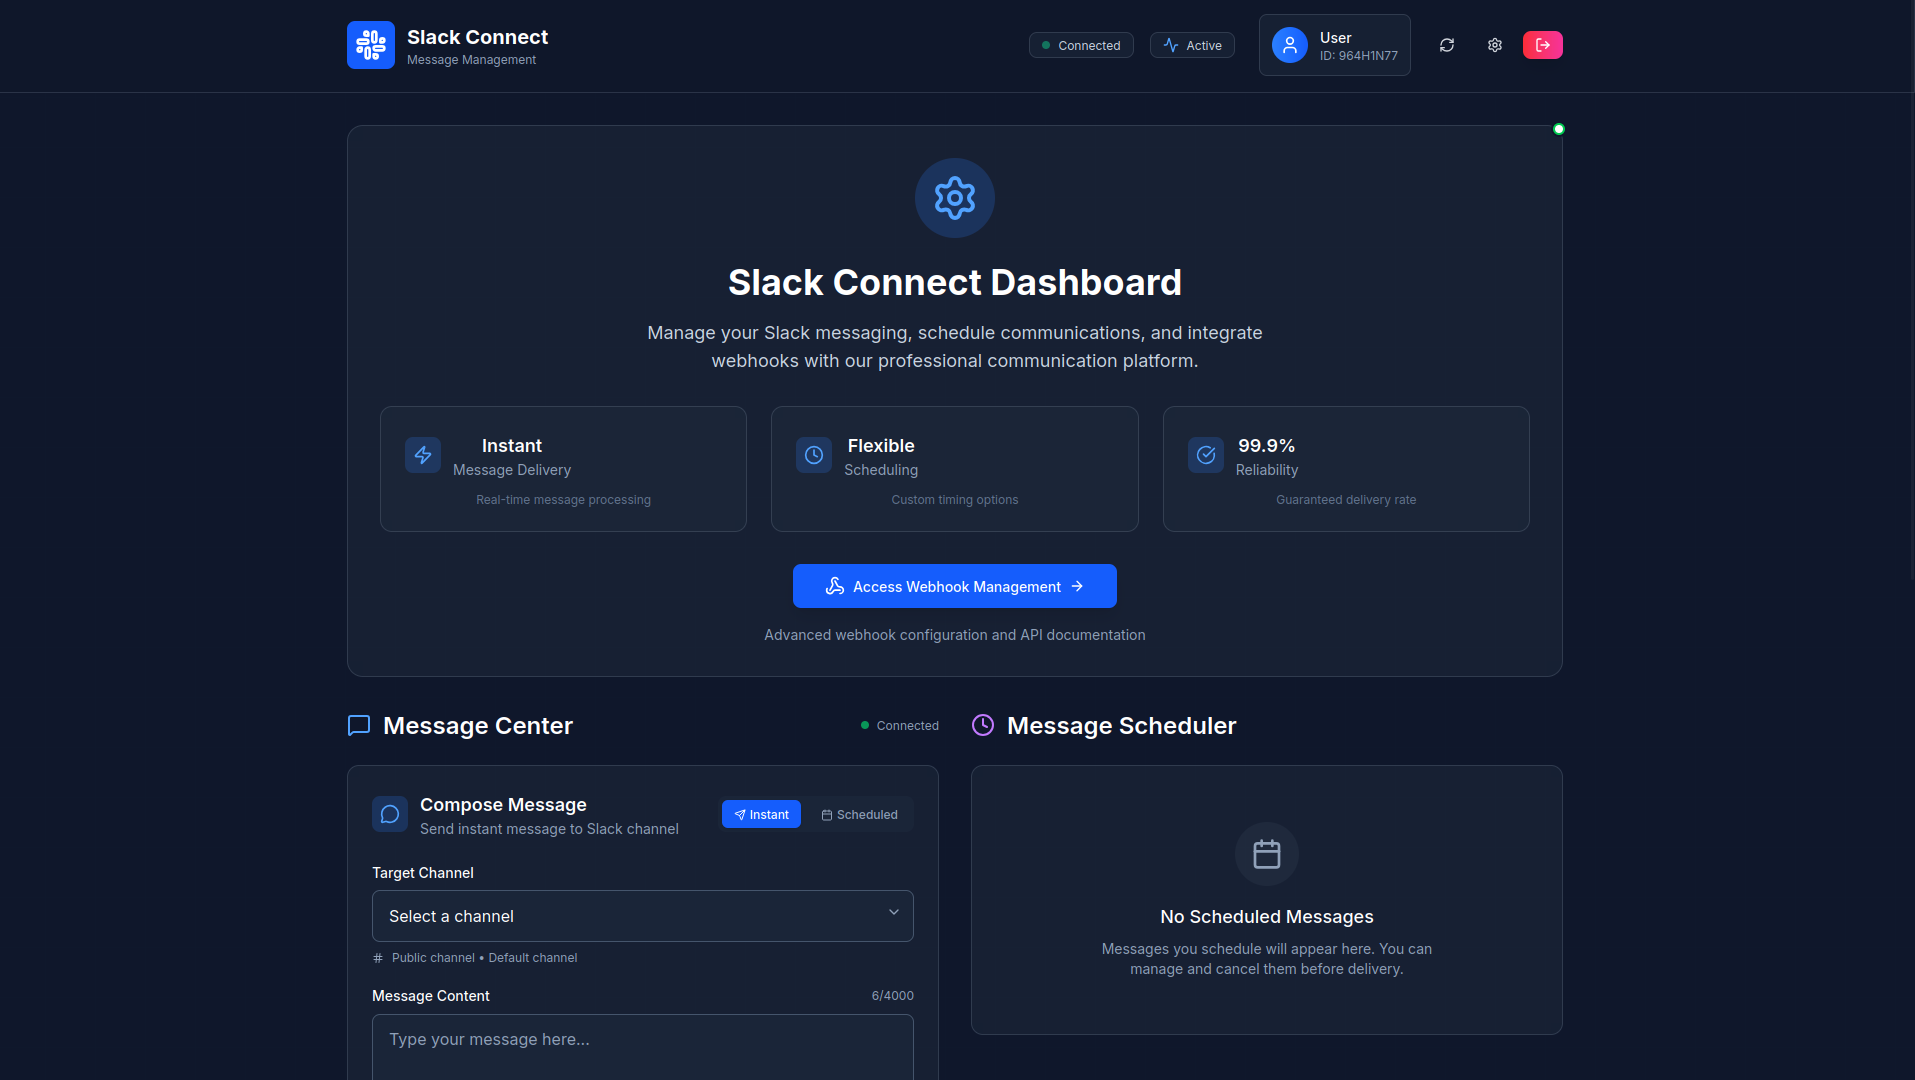 Slack Connect
Message Management
Connected
Active
User
ID: 964H1N77
Slack Connect Dashboard
Manage your Slack messaging, schedule communications, and integrate
webhooks with our professional communication platform.
Instant
Message Delivery
Real-time message processing
Flexible
Scheduling
Custom timing options
99.9%
Reliability
Guaranteed delivery rate
Access Webhook Management
Advanced webhook configuration and API documentation
Message Center
Connected
Compose Message
Send instant message to Slack channel
Instant
Scheduled
Target Channel
Select a channel
# Public channel • Default channel
Message Content
6/4000
Type your message here...
Message Scheduler
No Scheduled Messages
Messages you schedule will appear here. You can
manage and cancel them before delivery.